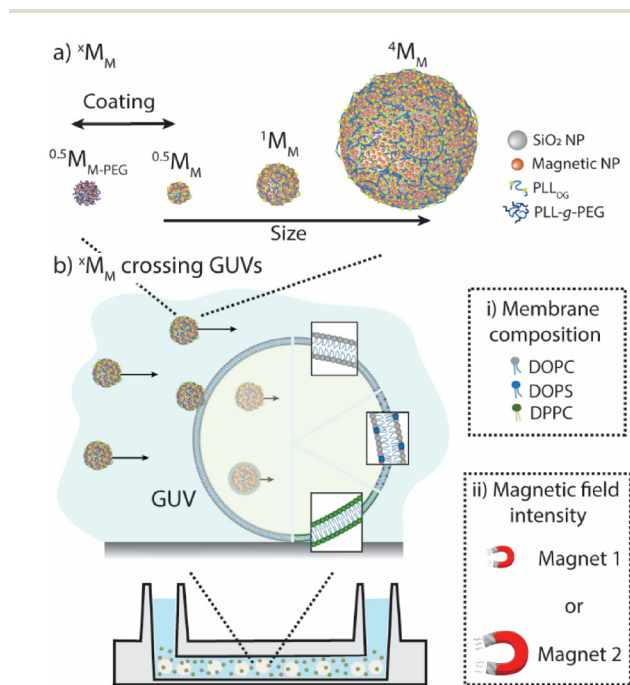 a) ˣM_M
⁴M_M
Coating
⁰·⁵M_M-PEG
⁰·⁵M_M
¹M_M
SiO₂ NP
Magnetic NP
PLL_OG
PLL-g-PEG
Size
b) ˣM_M crossing GUVs
i) Membrane
composition
DOPC
DOPS
DPPC
GUV
ii) Magnetic field
intensity
Magnet 1
or
Magnet 2